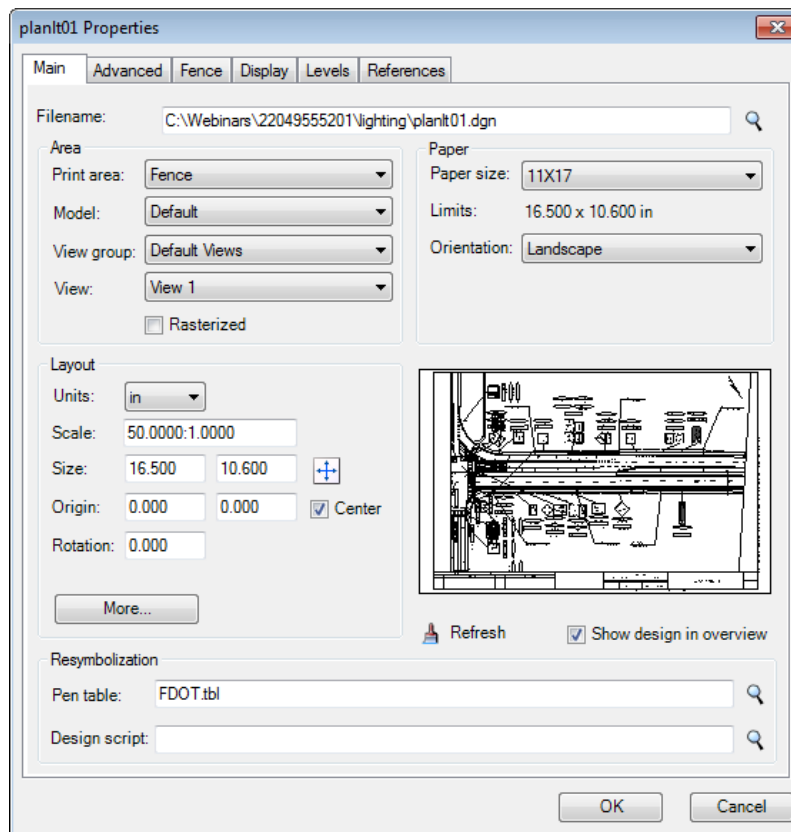 planlt01 Properties
Main Advanced Fence Display Levels References
Filename: C:\Webinars\22049555201\lighting\planlt01.dgn
Area
Print area: Fence
Model: Default
View group: Default Views
View: View 1
Rasterized
Paper
Paper size: 11X17
Limits: 16.500 x 10.600 in
Orientation: Landscape
Layout
Units: in
Scale: 50.0000:1.0000
Size: 16.500 10.600
Origin: 0.000 0.000 Center
Rotation: 0.000
More...
Refresh Show design in overview
Resymbolization
Pen table: FDOT.tbl
Design script:
OK Cancel